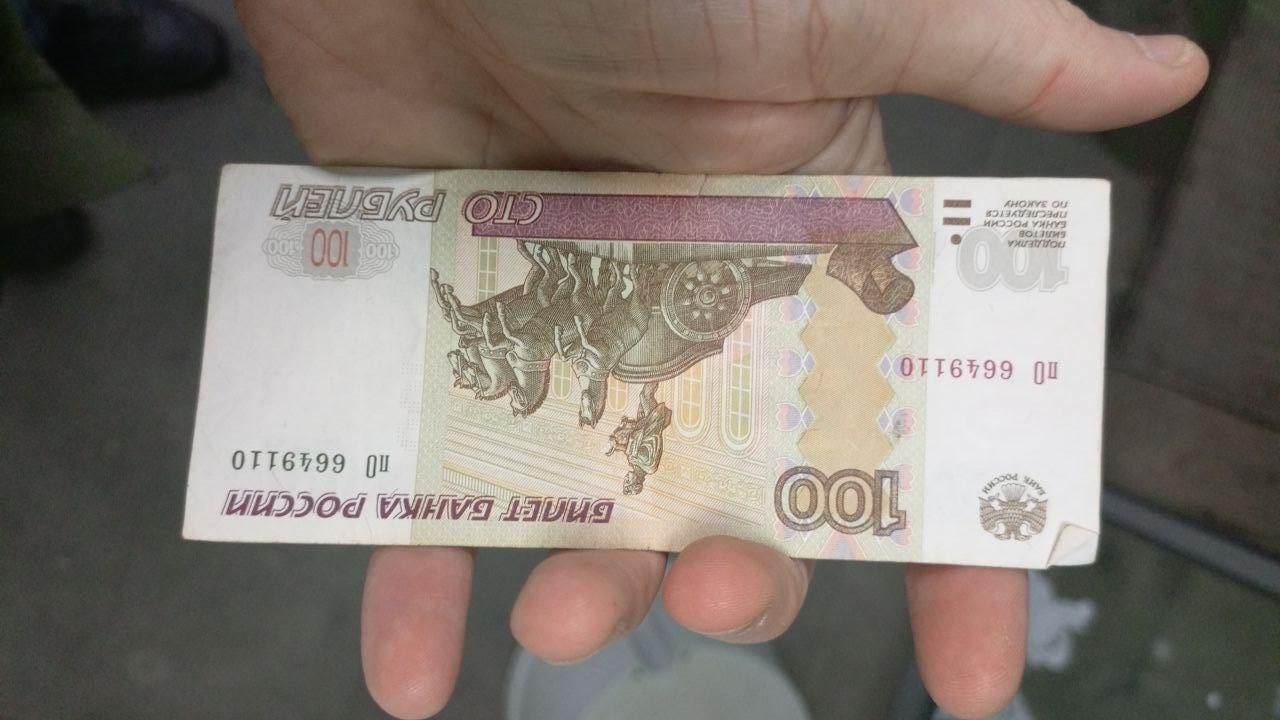 БАНК РОССИИ
100
БИЛЕТ БАНКА РОССИИ
пО 6649110
пО 6649110
100
ПОДДЕЛКА
БИЛЕТОВ
БАНКА РОССИИ
ПРЕСЛЕДУЕТСЯ
ПО ЗАКОНУ
100 100 100
СТО РУБЛЕЙ